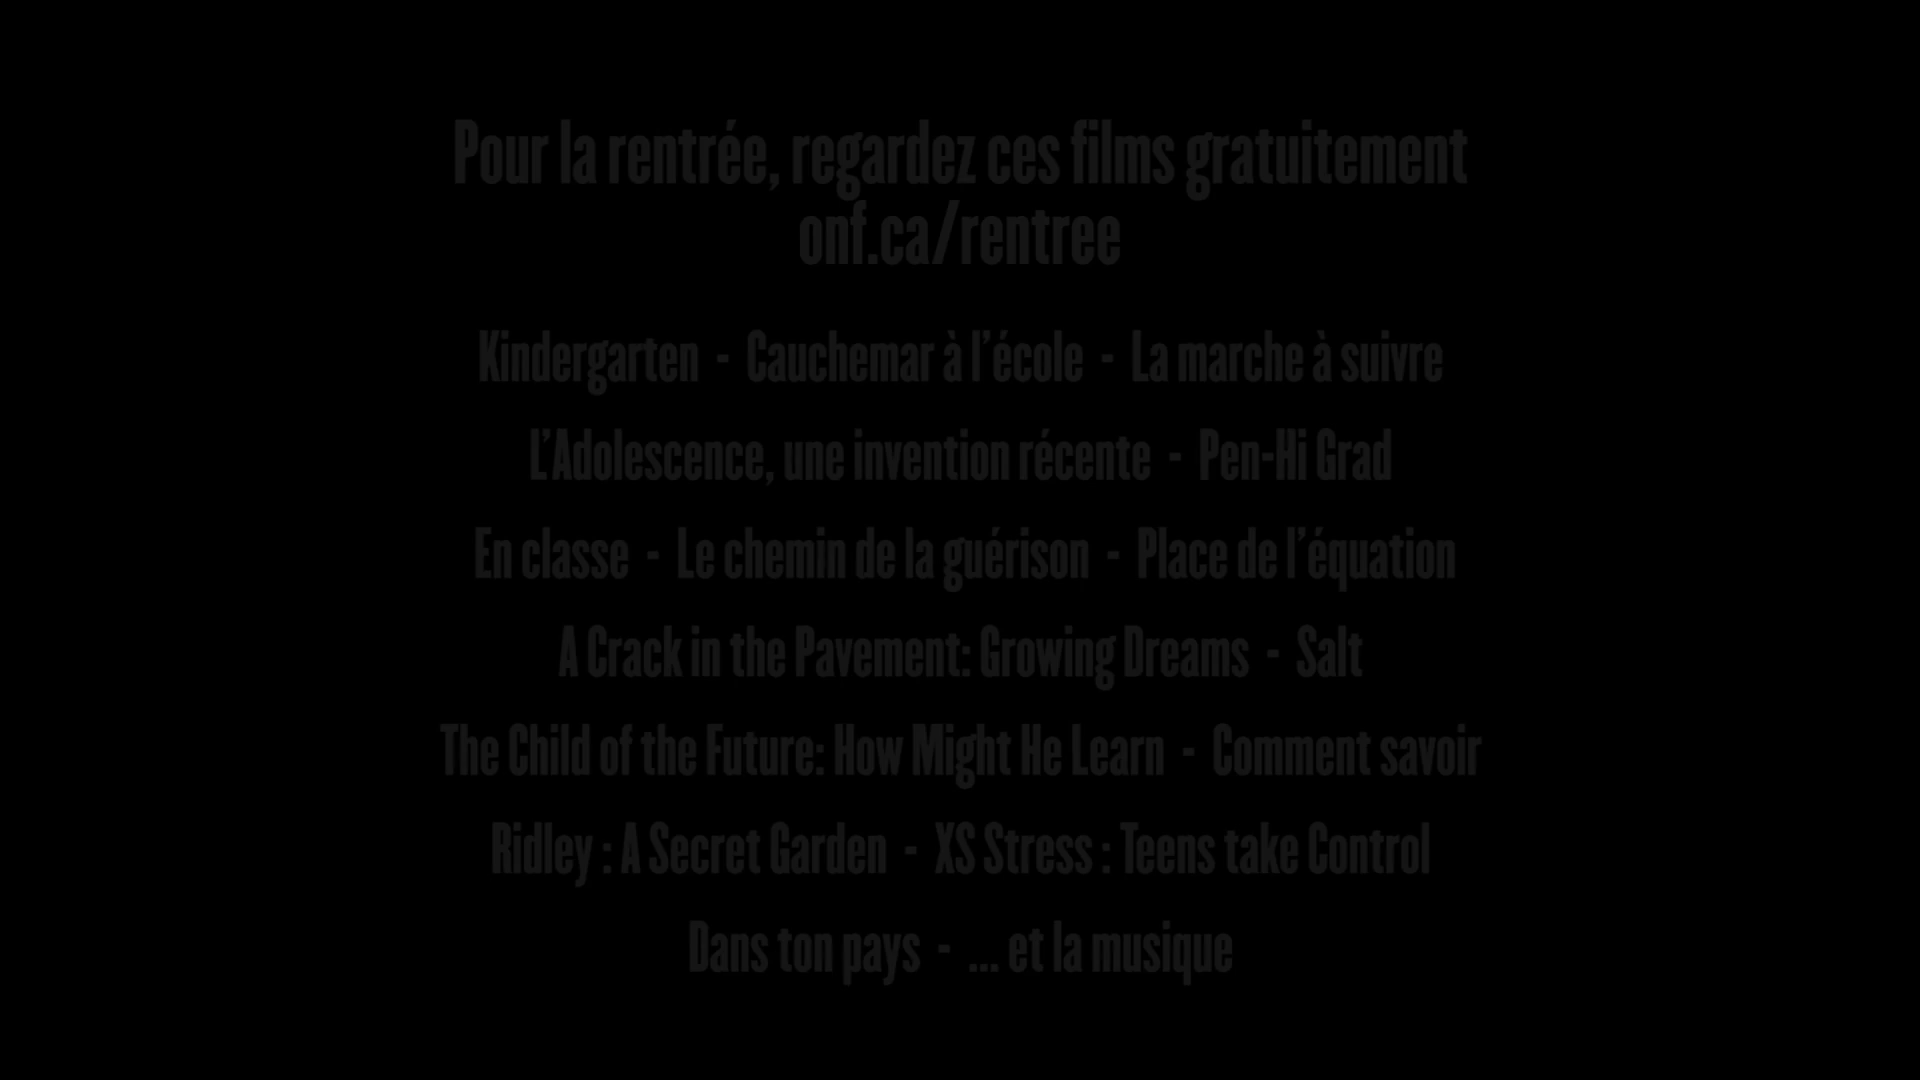 Pour la rentrée, regardez ces films gratuitement
onf.ca/rentree
Kindergarten - Cauchemar à l’école - La marche à suivre
L’Adolescence, une invention récente - Pen-Hi Grad
En classe - Le chemin de la guérison - Place de l’équation
A Crack in the Pavement: Growing Dreams - Salt
The Child of the Future: How Might He Learn - Comment savoir
Ridley : A Secret Garden - XS Stress : Teens take Control
Dans ton pays - ... et la musique